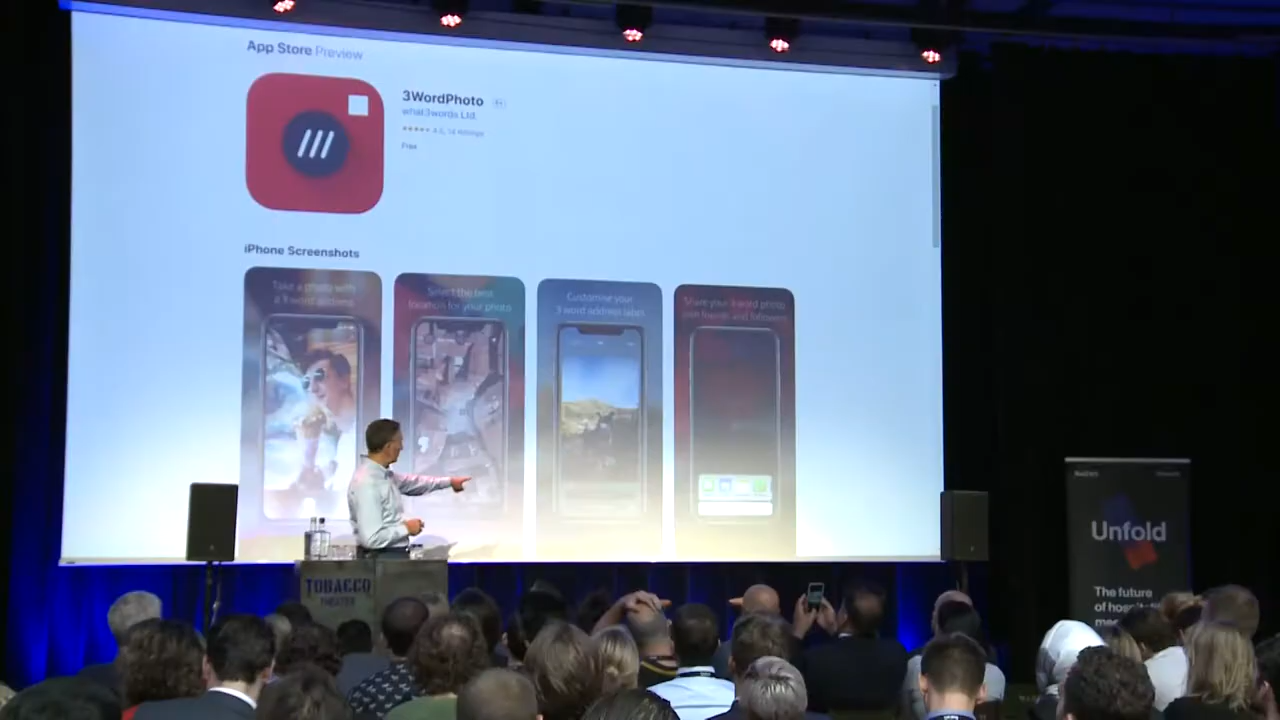 App Store Preview
3WordPhoto 4+
what3words Ltd.
Free
iPhone Screenshots
Take a photo with
a 3 word address
Select the best
location for your photo
Customise your
3 word address label
Share your 3 word photo
with friends and followers
TOBACCO
THEATER
Unfold
The future
of